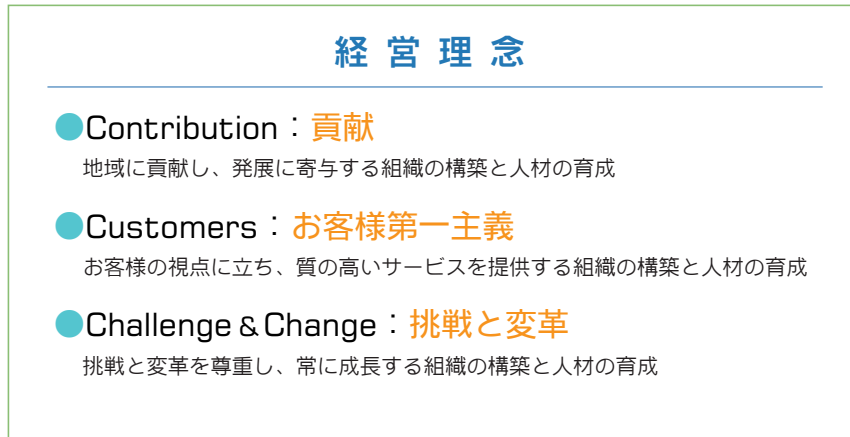 経営理念
●Contribution：貢献
地域に貢献し、発展に寄与する組織の構築と人材の育成
●Customers：お客様第一主義
お客様の視点に立ち、質の高いサービスを提供する組織の構築と人材の育成
●Challenge & Change：挑戦と変革
挑戦と変革を尊重し、常に成長する組織の構築と人材の育成